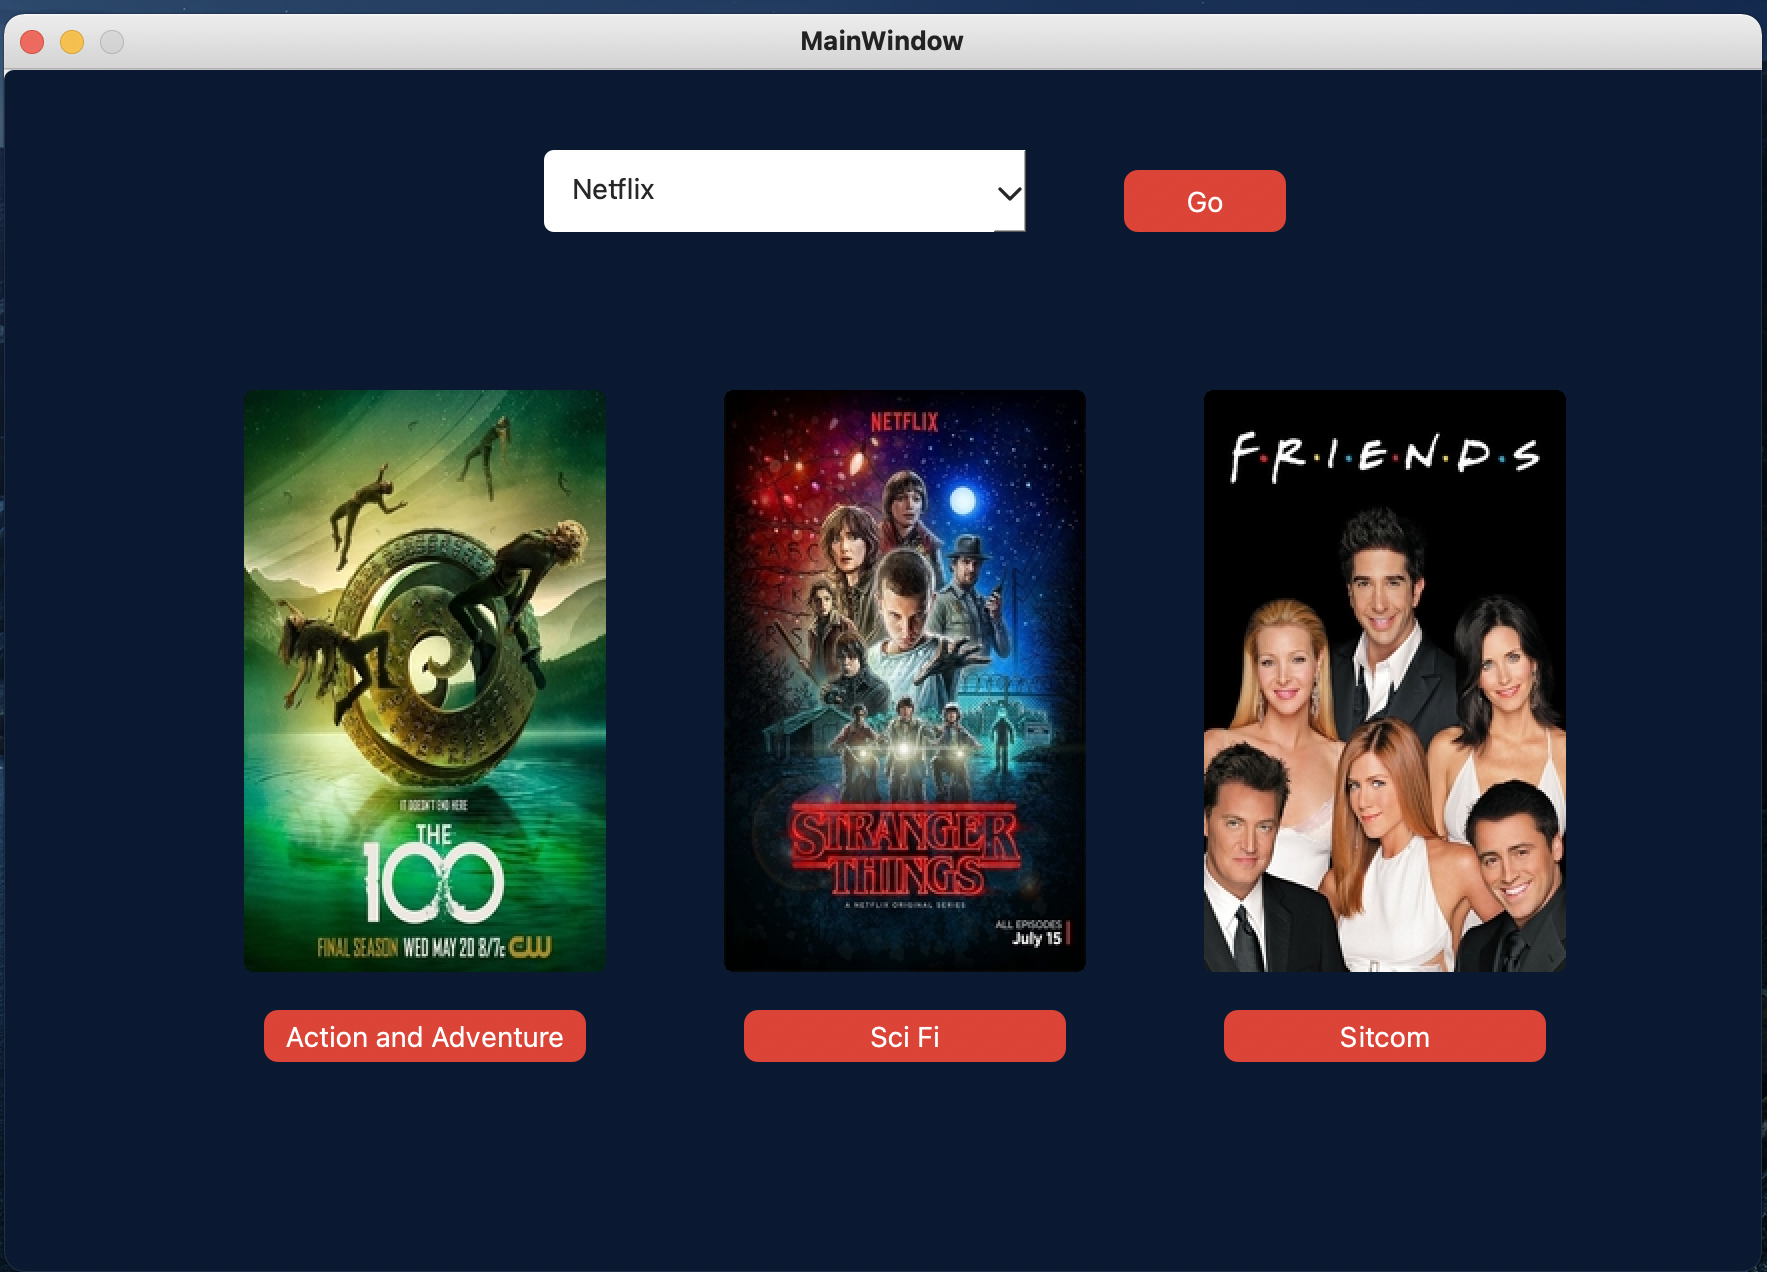 MainWindow
Netflix
Go
IT DOESN'T END HERE
THE
100
FINAL SEASON WED MAY 20 8/7c CW
NETFLIX
ABC
STRANGER
THINGS
A NETFLIX ORIGINAL SERIES
ALL EPISODES
July 15
F·R·I·E·N·D·S
Action and Adventure
Sci Fi
Sitcom